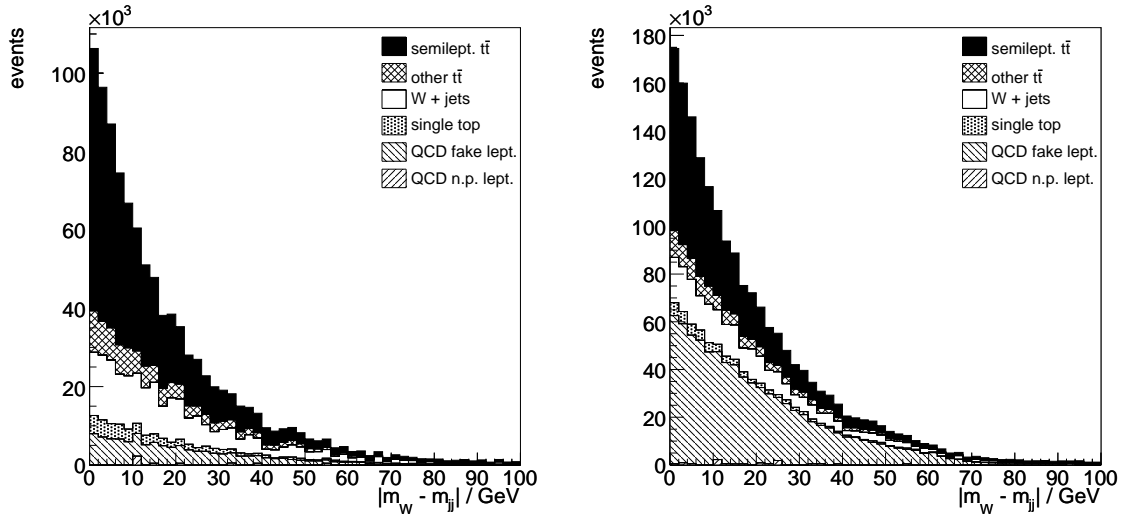 ×10³
events
100
80
60
40
20
0
0 10 20 30 40 50 60 70 80 90 100
|m_W - m_jj| / GeV
semilept. tt̄
other tt̄
W + jets
single top
QCD fake lept.
QCD n.p. lept.
×10³
events
180
160
140
120
100
80
60
40
20
0
0 10 20 30 40 50 60 70 80 90 100
|m_W - m_jj| / GeV
semilept. tt̄
other tt̄
W + jets
single top
QCD fake lept.
QCD n.p. lept.